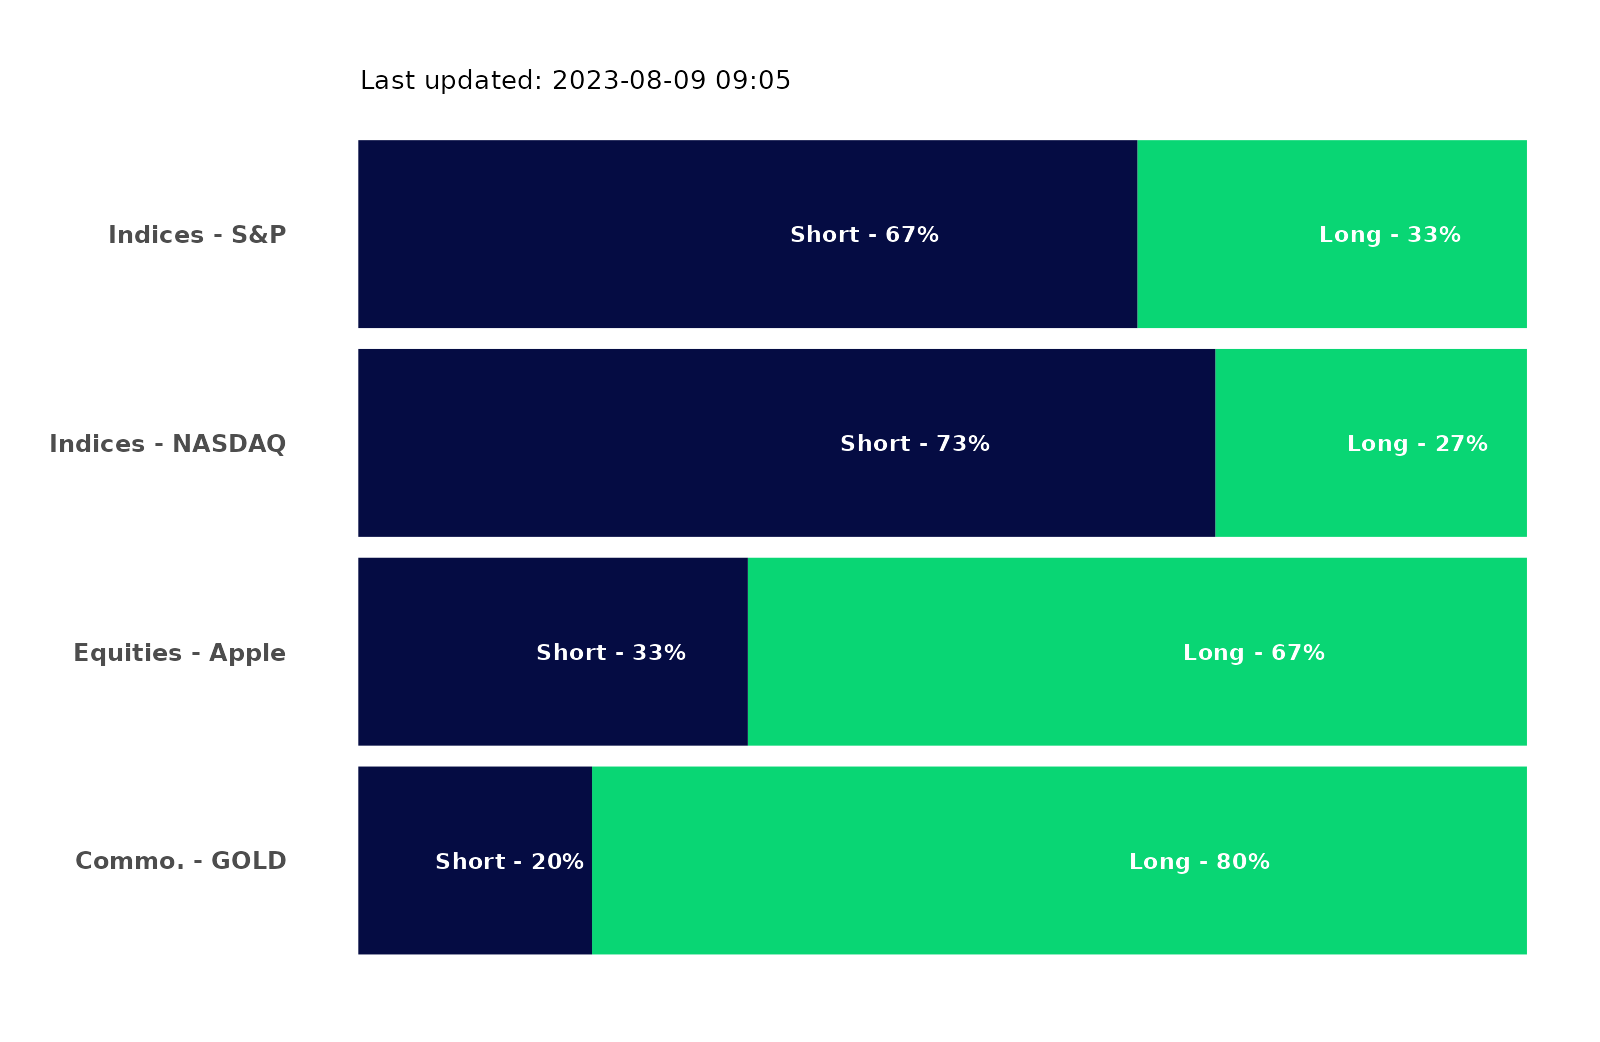 Last updated: 2023-08-09 09:05
Indices - S&P
Short - 67%
Long - 33%
Indices - NASDAQ
Short - 73%
Long - 27%
Equities - Apple
Short - 33%
Long - 67%
Commo. - GOLD
Short - 20%
Long - 80%